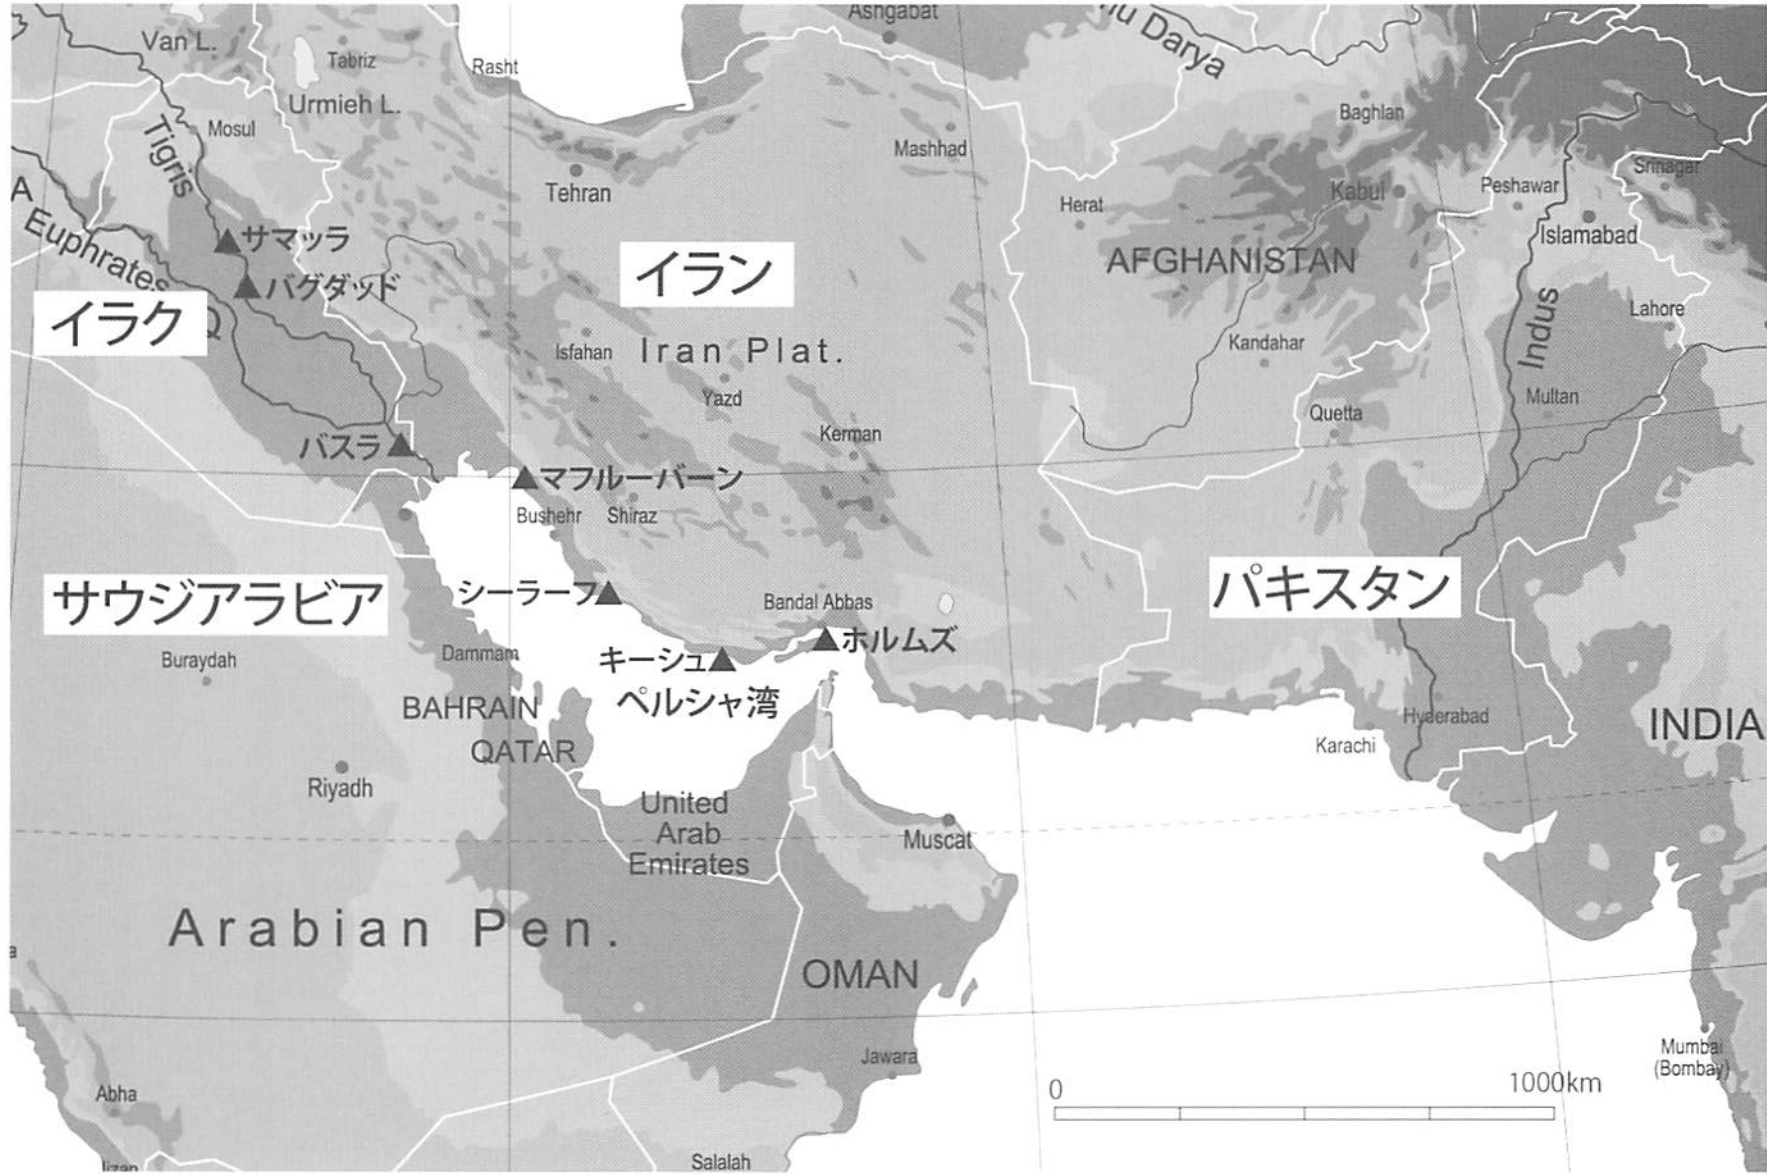 Ashgabat
Van L.
Tabriz
Rasht
Darya
Urmieh L.
Baghlan
Mosul
Tigris
Mashhad
Tehran
Srinagar
Kabul
Peshawar
A
Herat
Islamabad
Euphrates
サマッラ
イラン
AFGHANISTAN
バグダッド
イラク
Q
Indus
Lahore
Isfahan
Iran Plat.
Kandahar
Yazd
Multan
Quetta
Kerman
バスラ
マフルーバーン
Bushehr
Shiraz
サウジアラビア
シーラーフ
パキスタン
Bandal Abbas
ホルムズ
Buraydah
Dammam
キーシュ
ペルシャ湾
BAHRAIN
Hyderabad
INDIA
Karachi
QATAR
Riyadh
United
Arab
Emirates
Muscat
Arabian Pen.
OMAN
Jawara
Mumbai
(Bombay)
0
1000km
Abha
Salalah